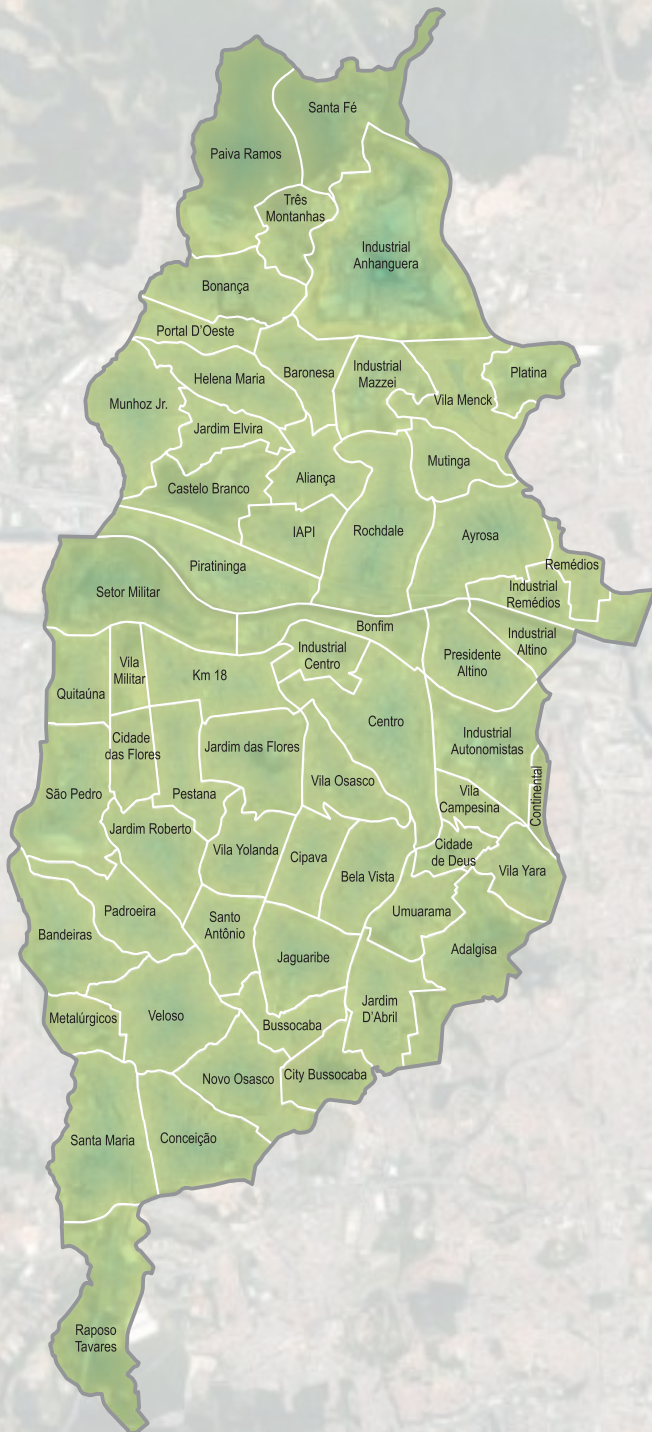 Santa Fé
Paiva Ramos
Três
Montanhas
Industrial
Anhanguera
Bonança
Portal D'Oeste
Baronesa
Industrial
Mazzei
Platina
Helena Maria
Vila Menck
Munhoz Jr.
Jardim Elvira
Mutinga
Castelo Branco
Aliança
IAPI
Rochdale
Ayrosa
Piratininga
Remédios
Setor Militar
Industrial
Remédios
Bonfim
Industrial
Altino
Industrial
Centro
Presidente
Altino
Vila
Militar
Km 18
Quitaúna
Centro
Cidade
das Flores
Jardim das Flores
Industrial
Autonomistas
Vila Osasco
São Pedro
Pestana
Vila
Campesina
Continental
Jardim Roberto
Vila Yolanda
Cipava
Cidade
de Deus
Bela Vista
Vila Yara
Padroeira
Umuarama
Santo
Antônio
Bandeiras
Adalgisa
Jaguaribe
Jardim
D'Abril
Metalúrgicos
Veloso
Bussocaba
Novo Osasco
City Bussocaba
Santa Maria
Conceição
Raposo
Tavares